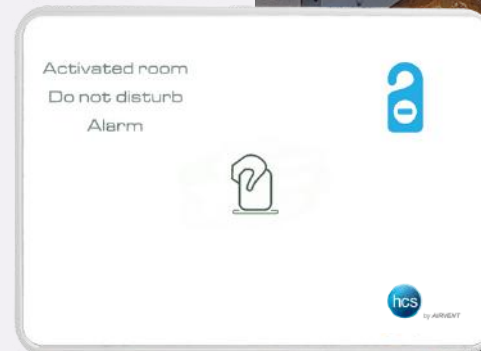 Activated room
Do not disturb
Alarm
hcs
by AIRVENT